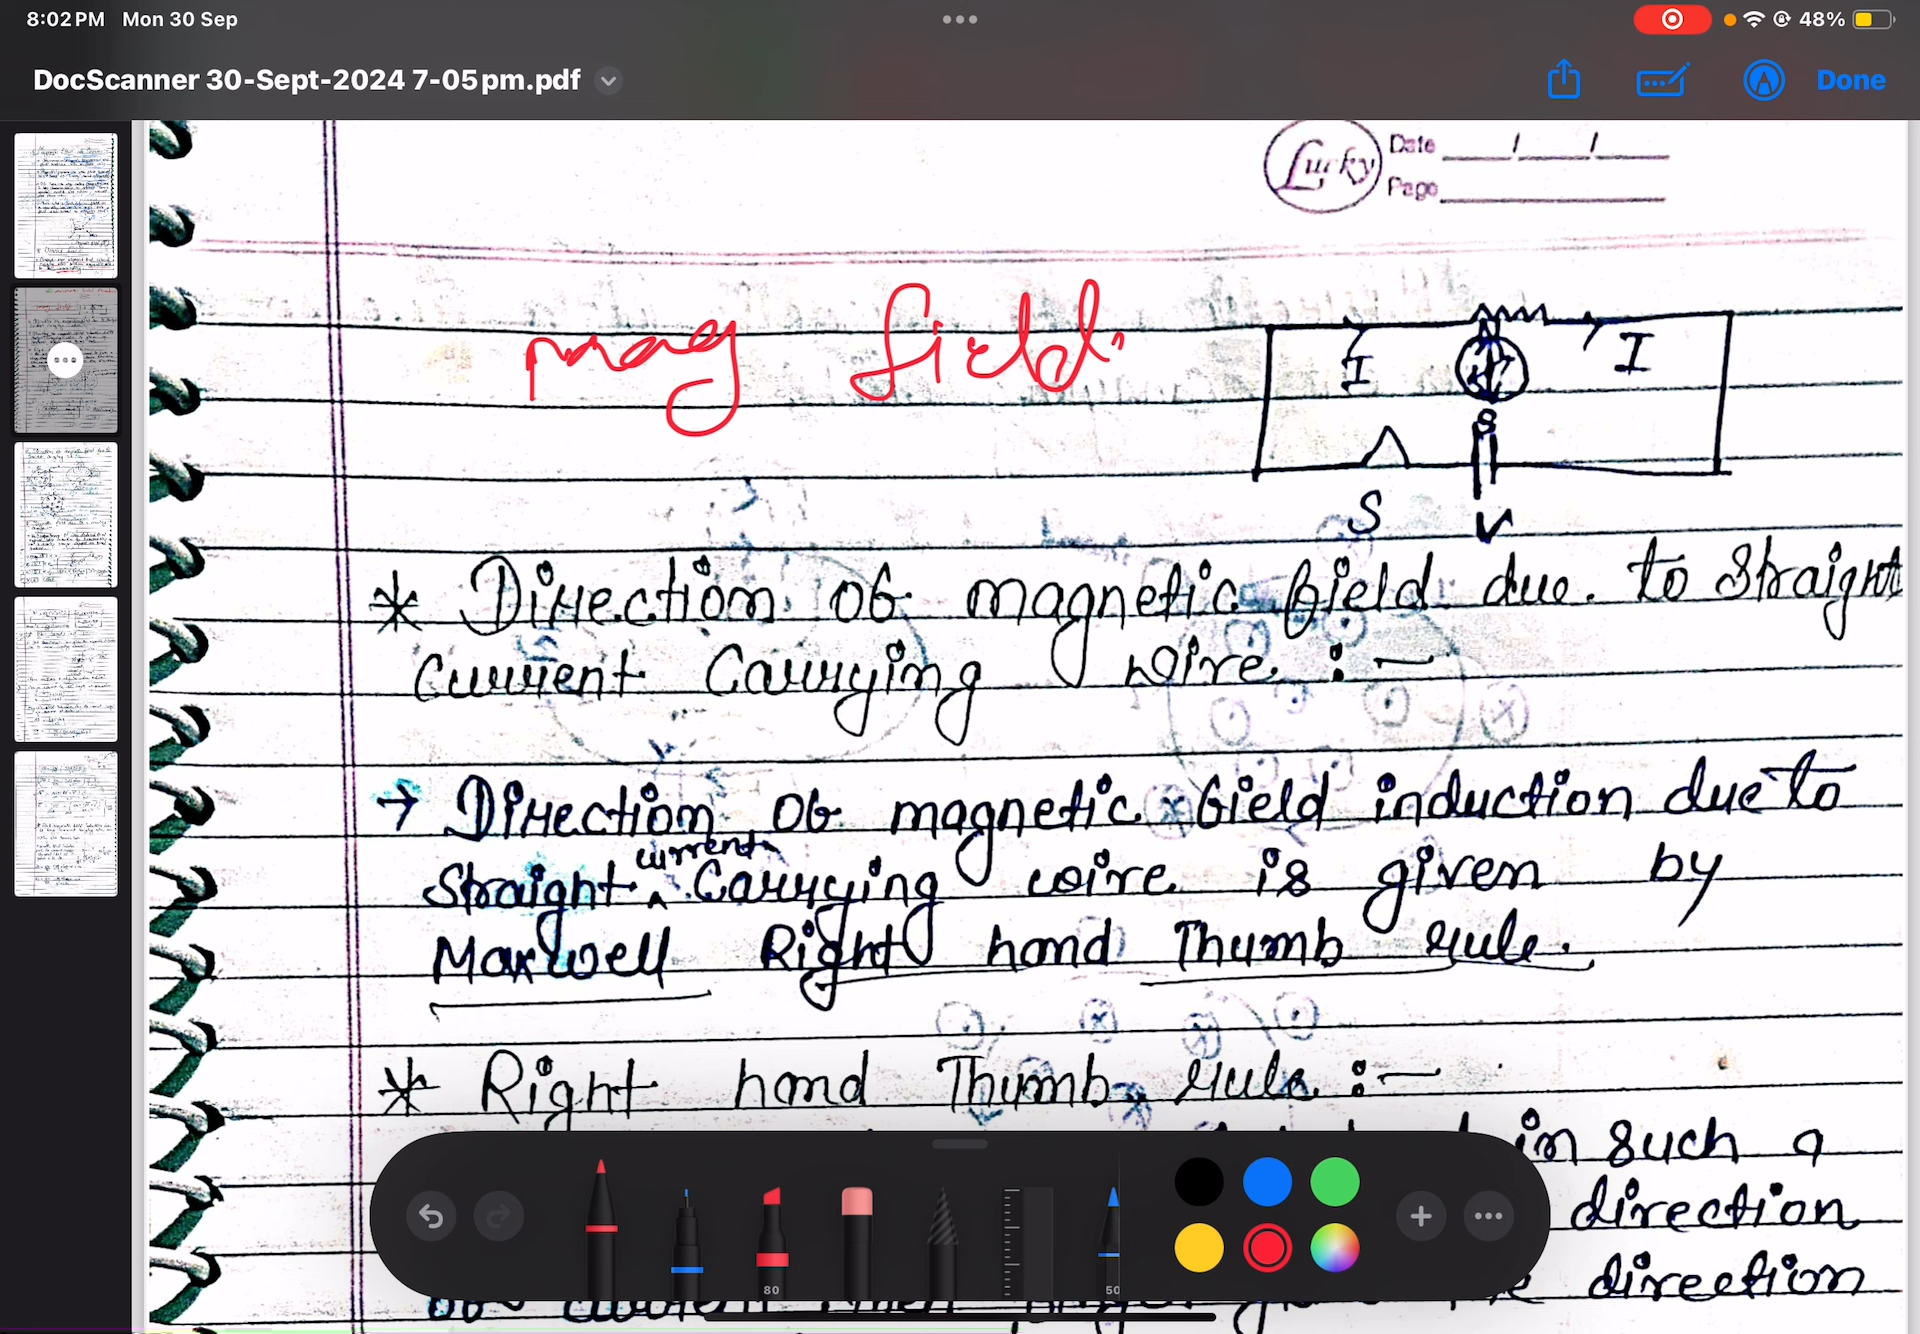 8:02 PM Mon 30 Sep
48%
DocScanner 30-Sept-2024 7-05 pm.pdf
Done
Lucky
Date
Page
mag field
I I
S
S V
* Direction of magnetic field due to Straight
Current Carrying wire :-
→ Direction of magnetic field induction due to
current
Straight ^ Carrying wire is given by
Maxwell Right hand Thumb rule.
* Right hand Thumb rule :-
in such a
direction
direction
80
50